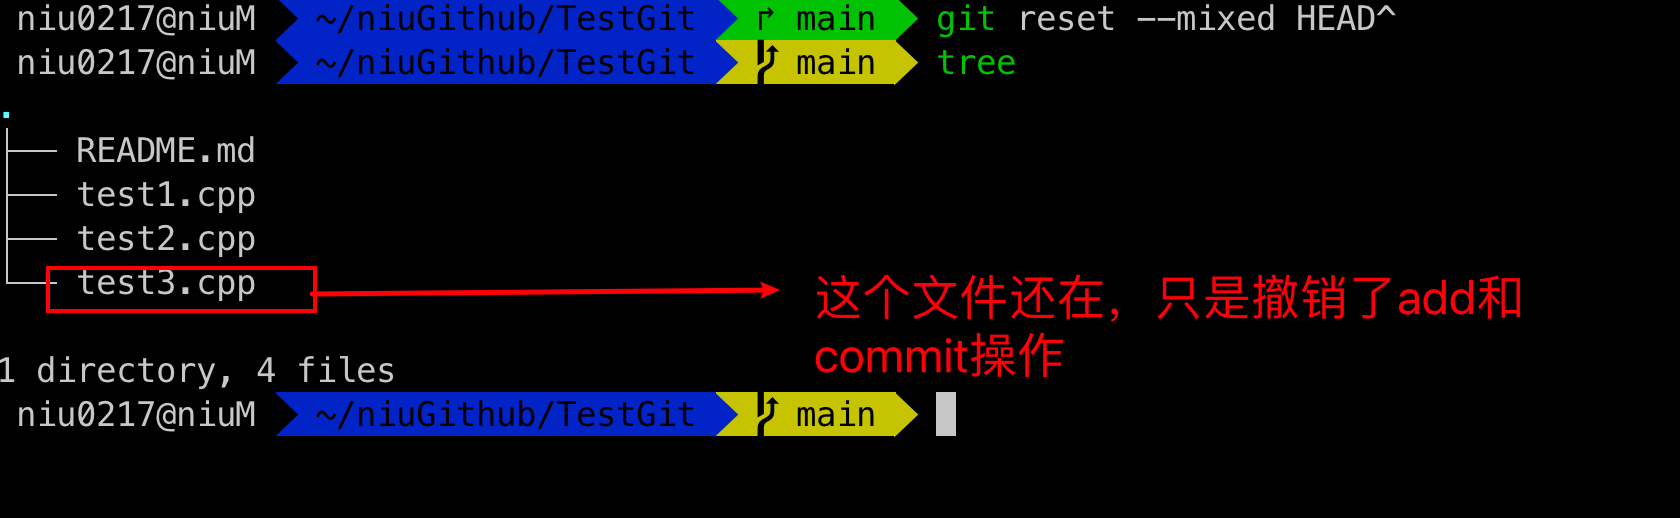 niu0217@niuM ~/niuGithub/TestGit ↱ main git reset --mixed HEAD^
niu0217@niuM ~/niuGithub/TestGit main tree
.
├── README.md
├── test1.cpp
├── test2.cpp
└── test3.cpp
这个文件还在，只是撤销了add和
commit操作
1 directory, 4 files
niu0217@niuM ~/niuGithub/TestGit main